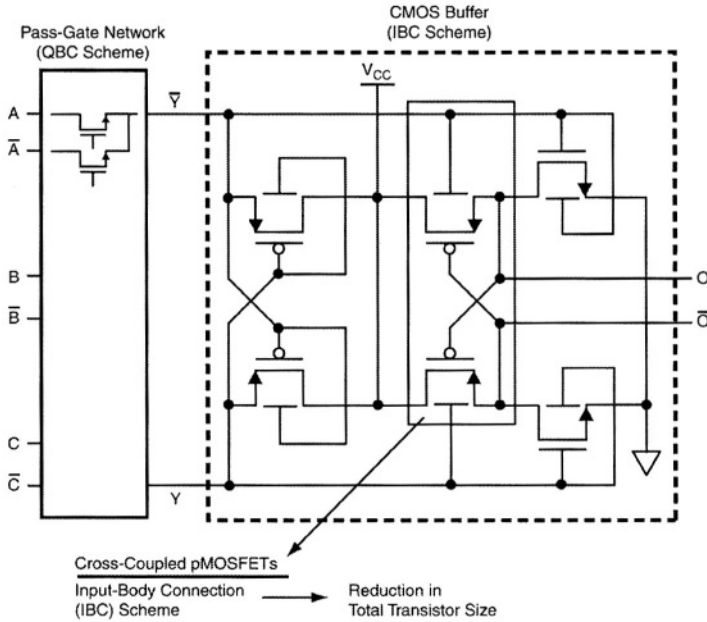 CMOS Buffer
(IBC Scheme)
Pass-Gate Network
(QBC Scheme)
VCC
A
Y̅
A̅
B
B̅
O
O̅
C
C̅
Y
Cross-Coupled pMOSFETs
Input-Body Connection
(IBC) Scheme
Reduction in
Total Transistor Size